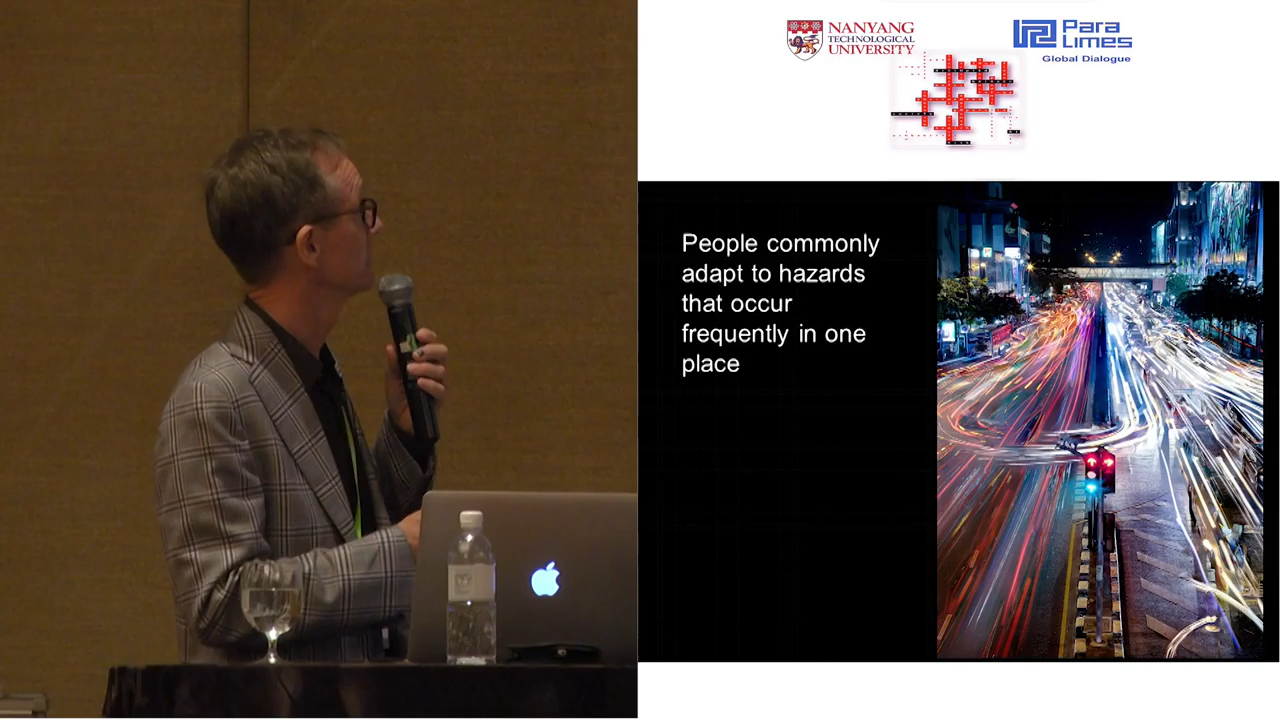 NANYANG
TECHNOLOGICAL
UNIVERSITY
Para
Limes
Global Dialogue
People commonly
adapt to hazards
that occur
frequently in one
place